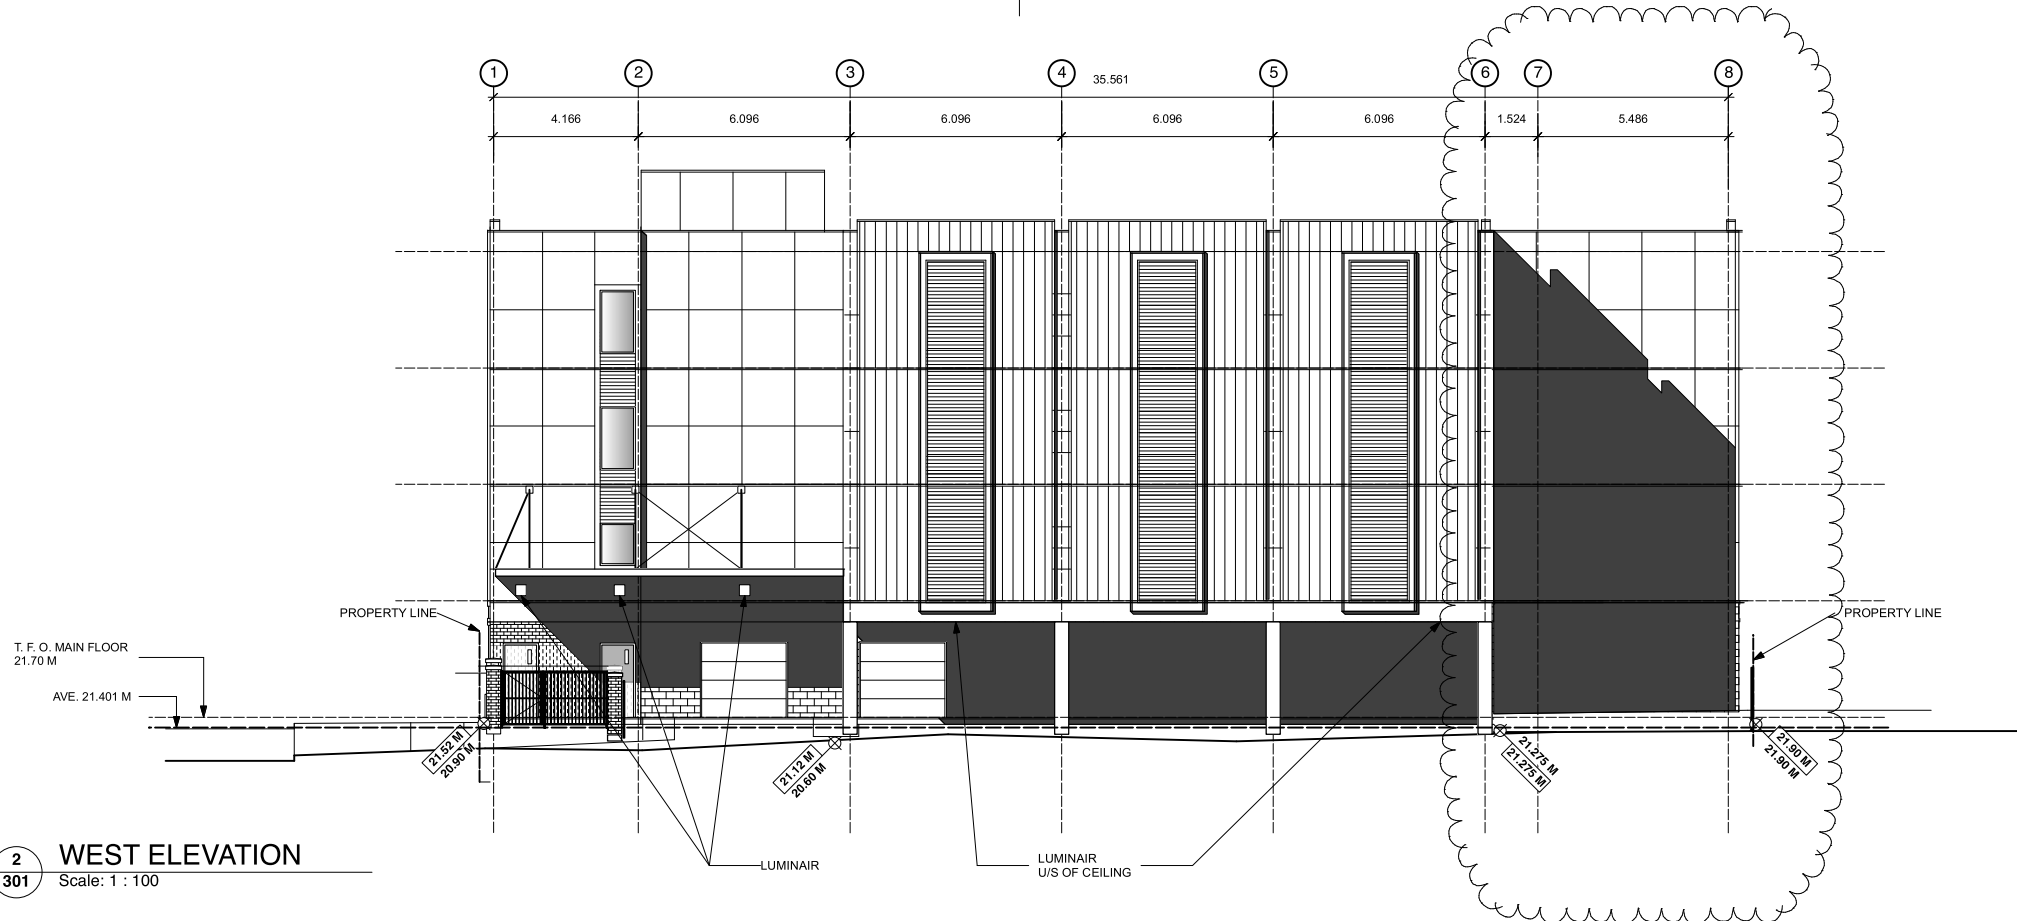 1 2 3 4 5 6 7 8
35.561
4.166 6.096 6.096 6.096 6.096 1.524 5.486
PROPERTY LINE
PROPERTY LINE
T. F. O. MAIN FLOOR
21.70 M
AVE. 21.401 M
21.52 M
20.90 M
21.12 M
20.60 M
21.275 M
21.275 M
21.90 M
21.90 M
LUMINAIR
LUMINAIR
U/S OF CEILING
2
301
WEST ELEVATION
Scale: 1 : 100